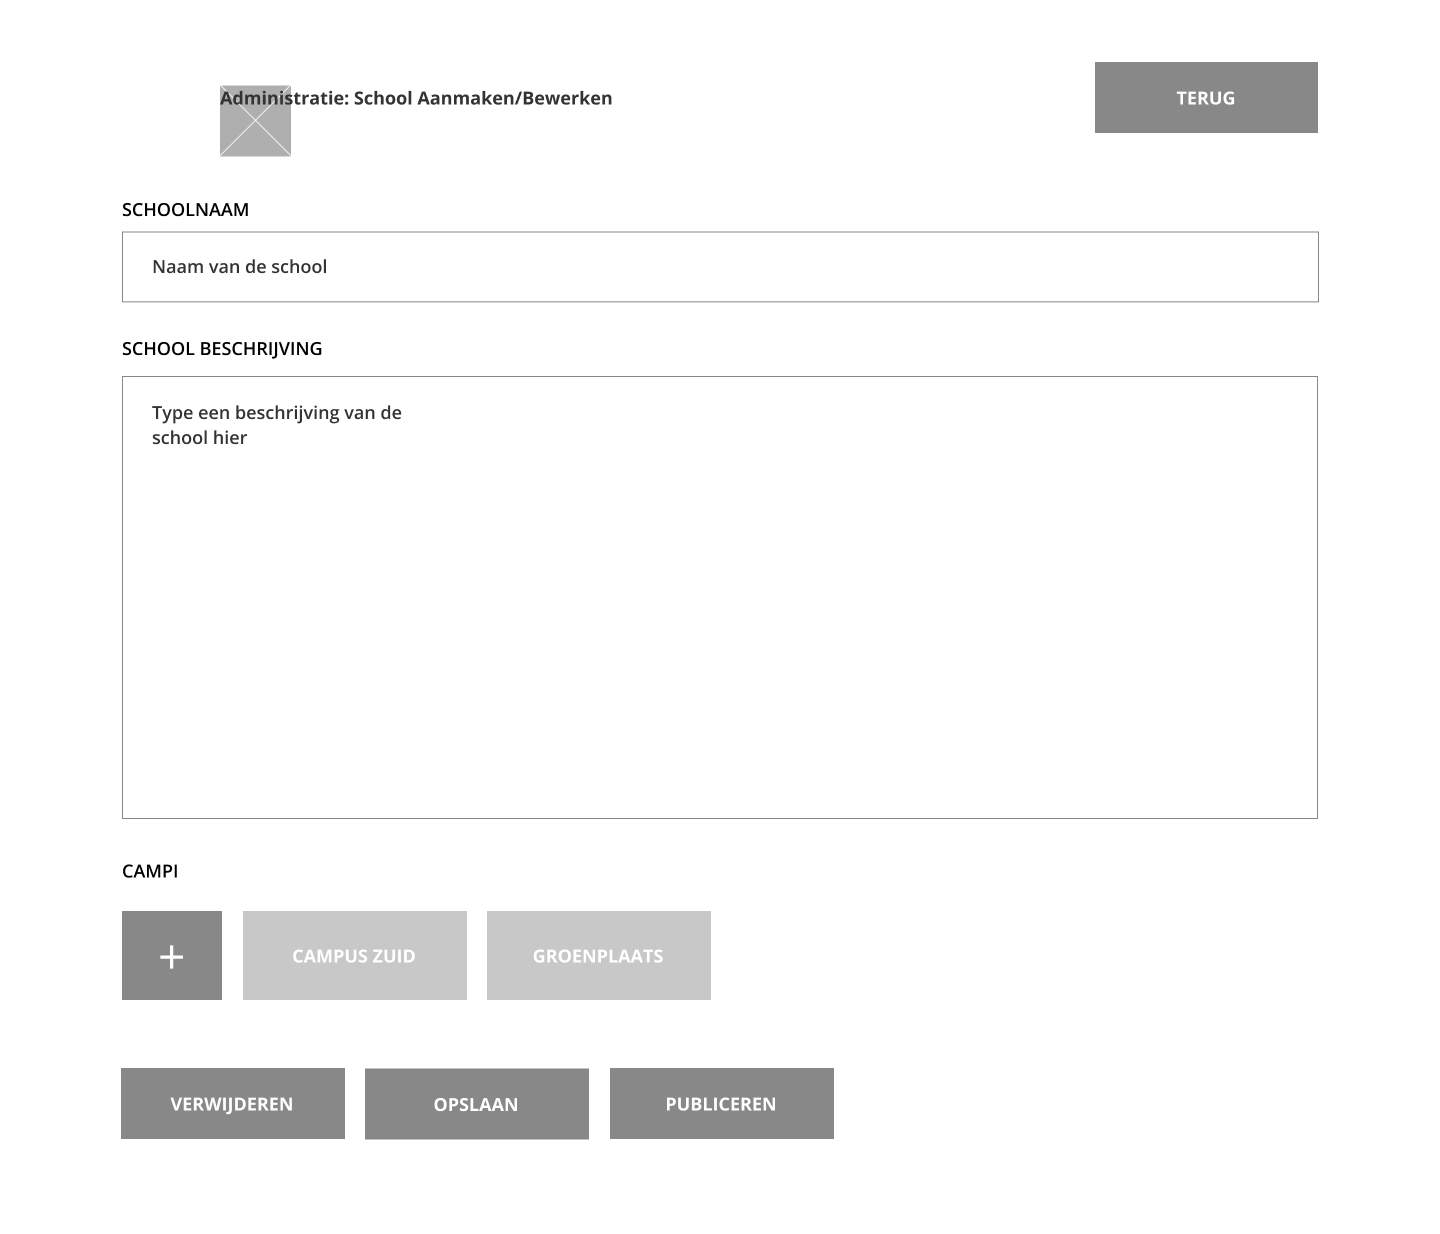 Administratie: School Aanmaken/Bewerken
TERUG
SCHOOLNAAM
Naam van de school
SCHOOL BESCHRIJVING
Type een beschrijving van de
school hier
CAMPI
+
CAMPUS ZUID
GROENPLAATS
VERWIJDEREN
OPSLAAN
PUBLICEREN